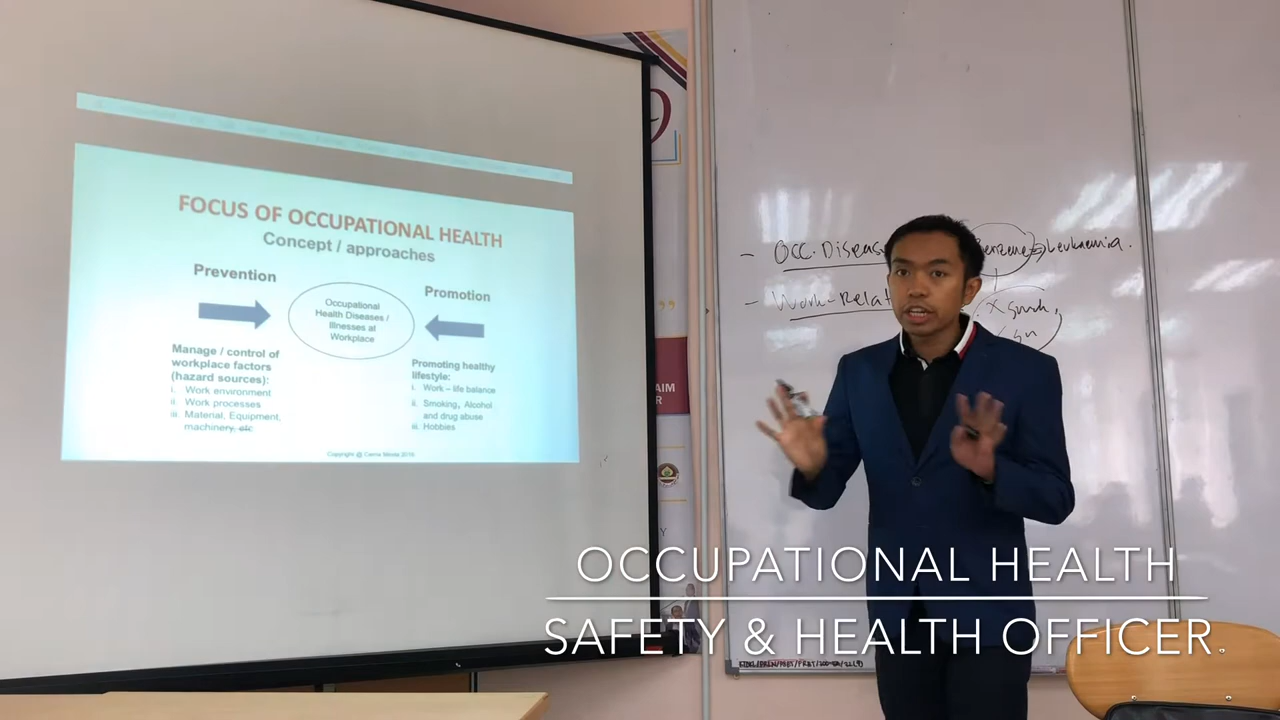 FOCUS OF OCCUPATIONAL HEALTH
Concept / approaches
Prevention
Promotion
Occupational
Health Diseases /
Illnesses at
Workplace
Manage / control of
workplace factors
(hazard sources):
i. Work environment
ii. Work processes
iii. Material, Equipment,
machinery, etc
Promoting healthy
lifestyle:
i. Work – life balance
ii. Smoking, Alcohol
and drug abuse
iii. Hobbies
- Occ. Diseas
Benzene => Leukaemia.
- Work-Relat
OCCUPATIONAL HEALTH
SAFETY & HEALTH OFFICER.